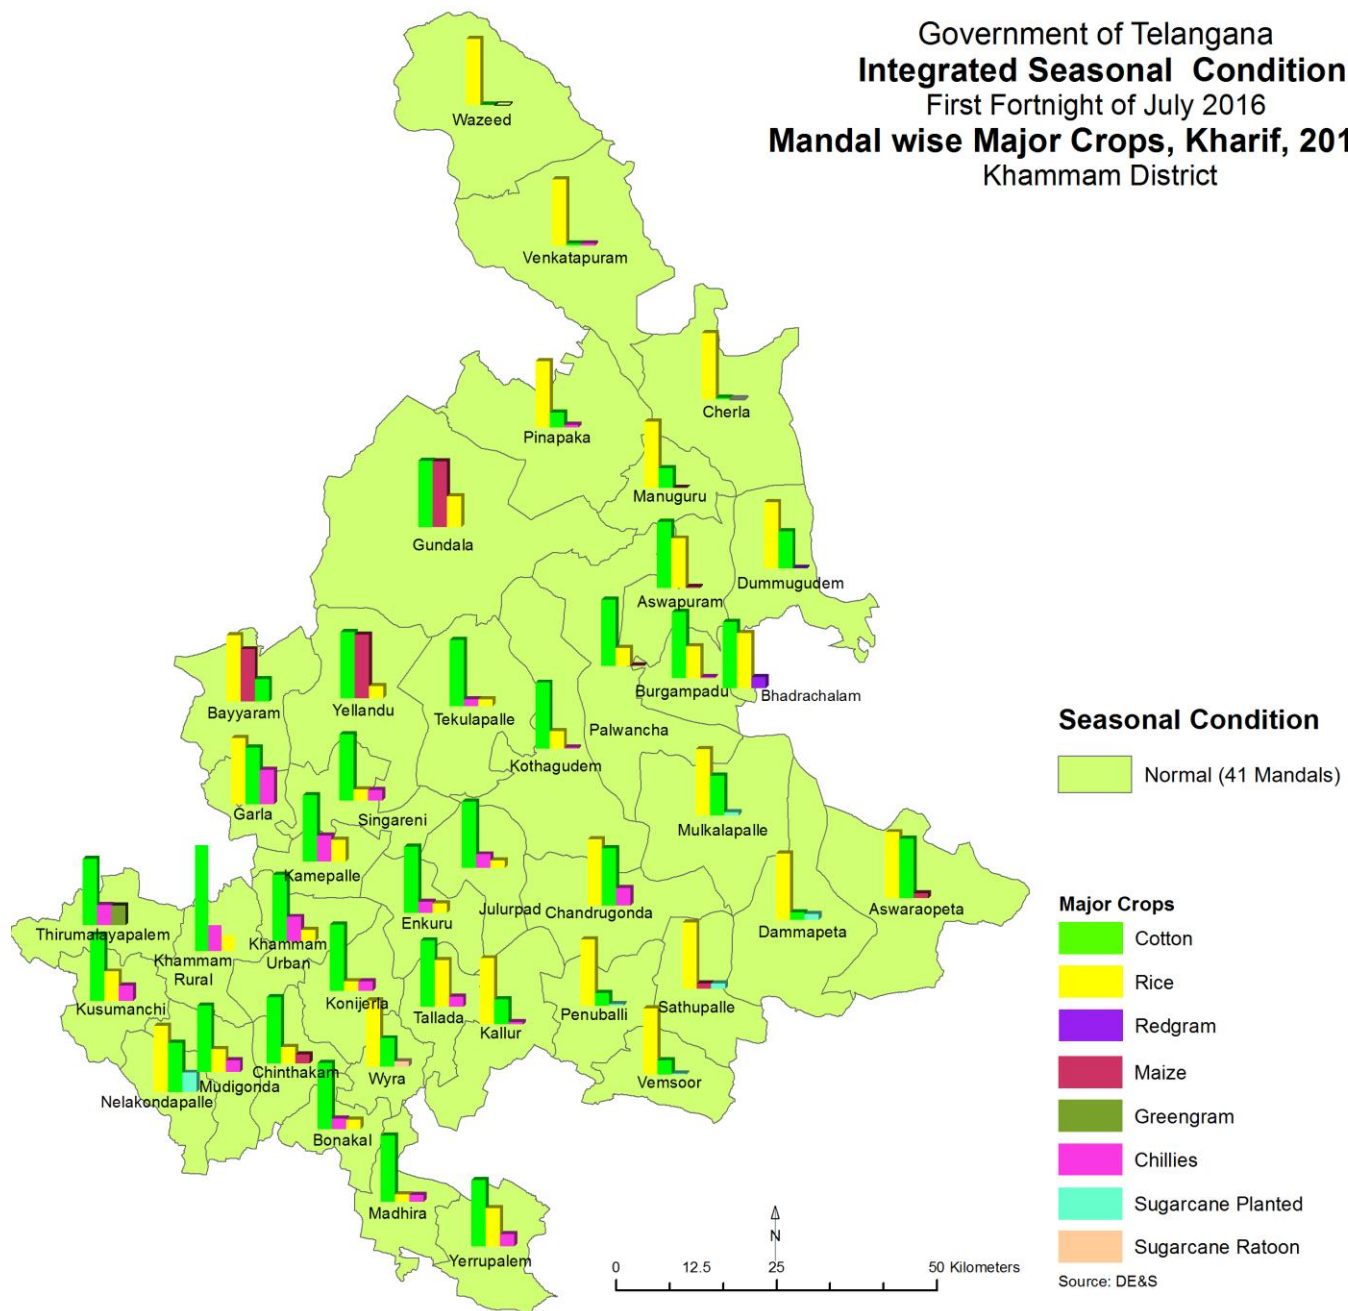 Government of Telangana
Integrated Seasonal Condition
First Fortnight of July 2016
Mandal wise Major Crops, Kharif, 201
Khammam District
Wazeed
Venkatapuram
Cherla
Pinapaka
Manuguru
Gundala
Dummugudem
Aswapuram
Burgampadu
Bhadrachalam
Bayyaram
Yellandu
Tekulapalle
Palwancha
Kothagudem
Garla
Singareni
Mulkalapalle
Kamepalle
Julurpad
Enkuru
Chandrugonda
Aswaraopeta
Dammapeta
Thirumalayapalem
Khammam
Rural
Khammam
Urban
Kusumanchi
Konijerla
Tallada
Kallur
Penuballi
Sathupalle
Nelakondapalle
Mudigonda
Chinthakam
Wyra
Vemsoor
Bonakal
Madhira
Yerrupalem
Seasonal Condition
Normal (41 Mandals)
Major Crops
Cotton
Rice
Redgram
Maize
Greengram
Chillies
Sugarcane Planted
Sugarcane Ratoon
Source: DE&S
N
0 12.5 25 50 Kilometers